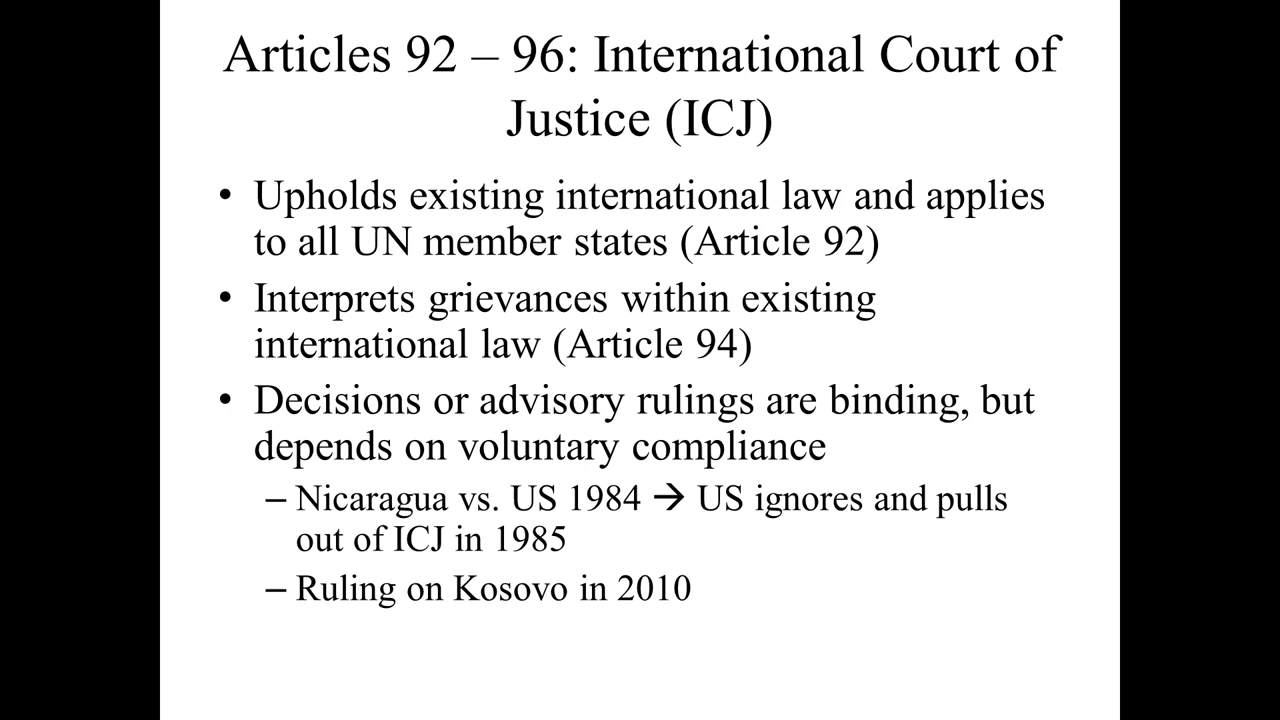 Articles 92 – 96: International Court of
Justice (ICJ)
• Upholds existing international law and applies
to all UN member states (Article 92)
• Interprets grievances within existing
international law (Article 94)
• Decisions or advisory rulings are binding, but
depends on voluntary compliance
– Nicaragua vs. US 1984 → US ignores and pulls
out of ICJ in 1985
– Ruling on Kosovo in 2010